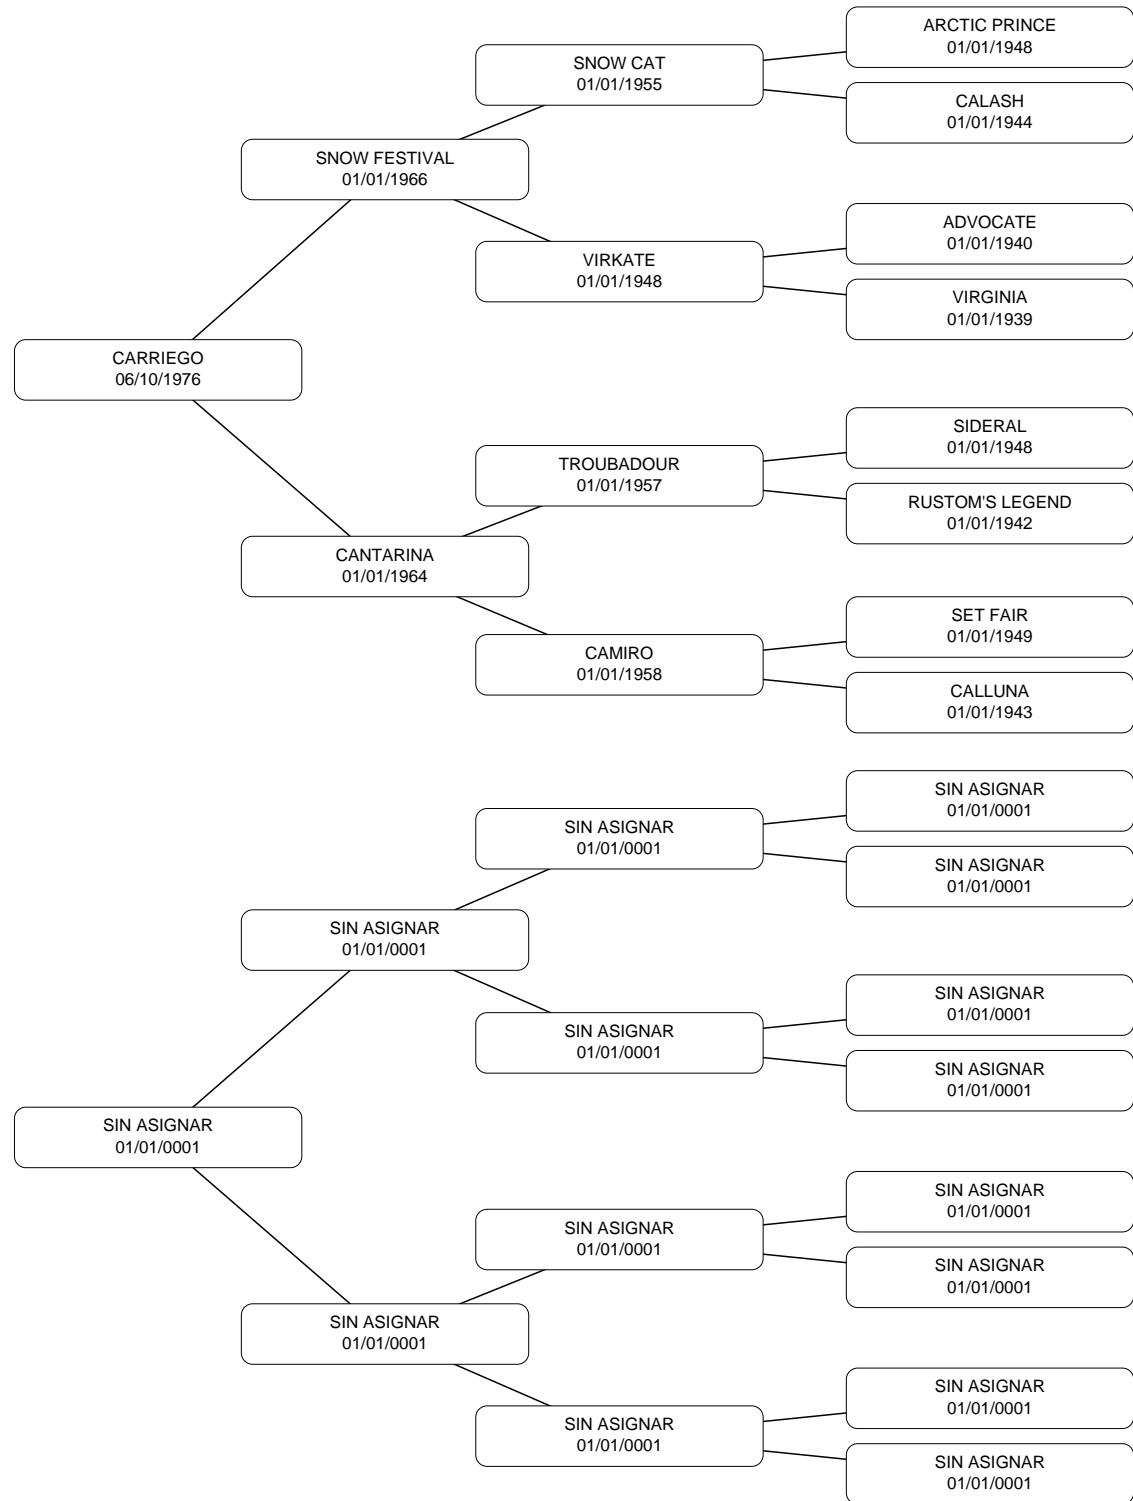 ARCTIC PRINCE
01/01/1948
SNOW CAT
01/01/1955
CALASH
01/01/1944
SNOW FESTIVAL
01/01/1966
ADVOCATE
01/01/1940
VIRKATE
01/01/1948
VIRGINIA
01/01/1939
CARRIEGO
06/10/1976
SIDERAL
01/01/1948
TROUBADOUR
01/01/1957
RUSTOM'S LEGEND
01/01/1942
CANTARINA
01/01/1964
SET FAIR
01/01/1949
CAMIRO
01/01/1958
CALLUNA
01/01/1943
SIN ASIGNAR
01/01/0001
SIN ASIGNAR
01/01/0001
SIN ASIGNAR
01/01/0001
SIN ASIGNAR
01/01/0001
SIN ASIGNAR
01/01/0001
SIN ASIGNAR
01/01/0001
SIN ASIGNAR
01/01/0001
SIN ASIGNAR
01/01/0001
SIN ASIGNAR
01/01/0001
SIN ASIGNAR
01/01/0001
SIN ASIGNAR
01/01/0001
SIN ASIGNAR
01/01/0001
SIN ASIGNAR
01/01/0001
SIN ASIGNAR
01/01/0001
SIN ASIGNAR
01/01/0001